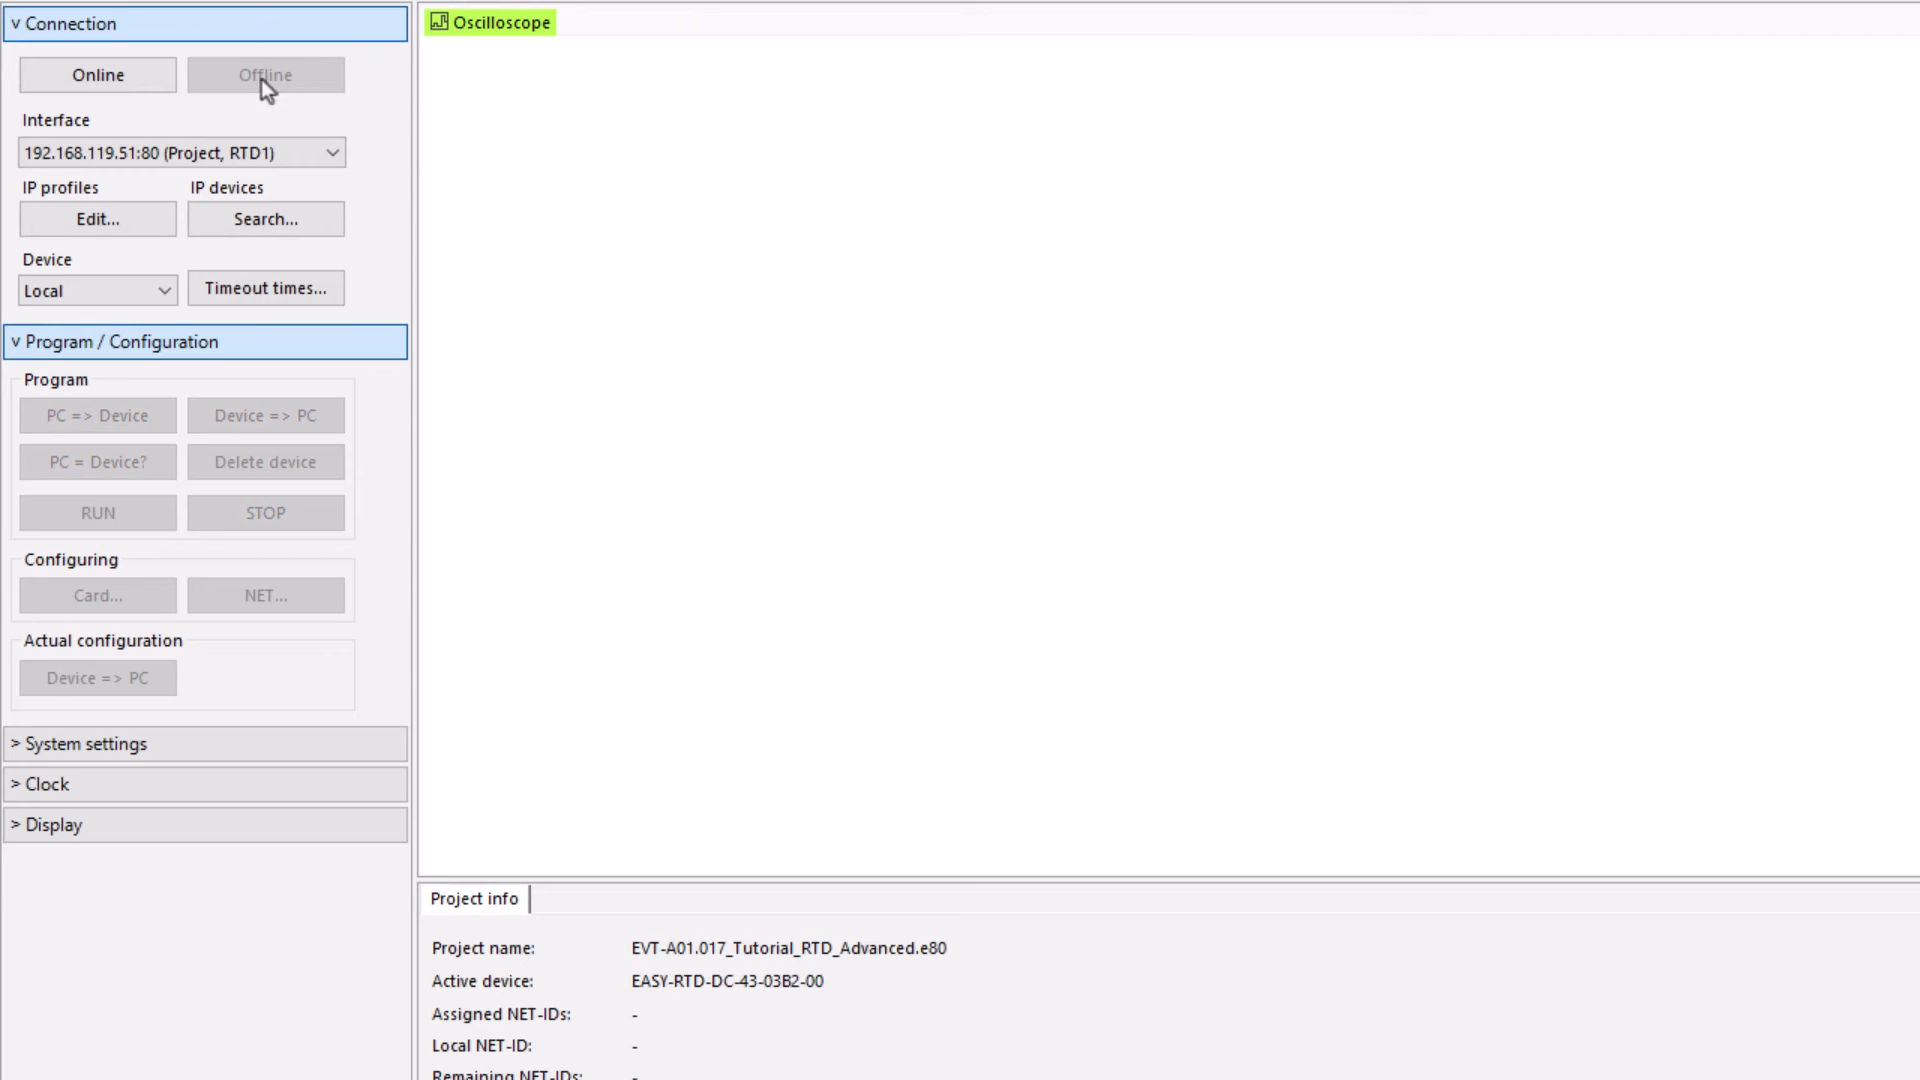 v Connection
Online
Offline
Interface
192.168.119.51:80 (Project, RTD1)
IP profiles
IP devices
Edit...
Search...
Device
Local
Timeout times...
v Program / Configuration
Program
PC => Device
Device => PC
PC = Device?
Delete device
RUN
STOP
Configuring
Card...
NET...
Actual configuration
Device => PC
> System settings
> Clock
> Display
Oscilloscope
Project info
Project name: EVT-A01.017_Tutorial_RTD_Advanced.e80
Active device: EASY-RTD-DC-43-03B2-00
Assigned NET-IDs: -
Local NET-ID: -
Remaining NET-IDs: -